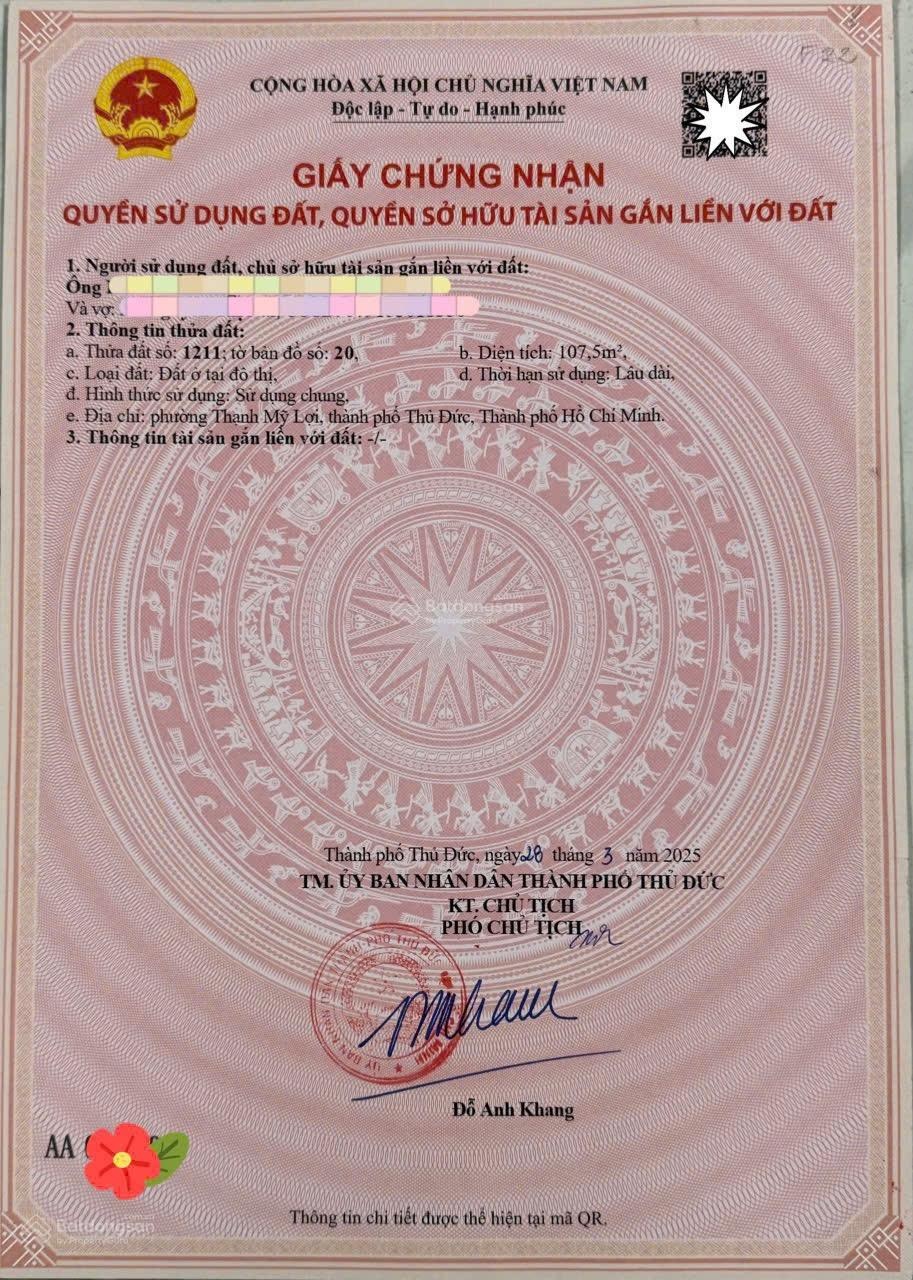 CỘNG HÒA XÃ HỘI CHỦ NGHĨA VIỆT NAM
Độc lập - Tự do - Hạnh phúc
GIẤY CHỨNG NHẬN
QUYỀN SỬ DỤNG ĐẤT, QUYỀN SỞ HỮU TÀI SẢN GẮN LIỀN VỚI ĐẤT
1. Người sử dụng đất, chủ sở hữu tài sản gắn liền với đất:
Ông
Và vợ:
2. Thông tin thửa đất:
a. Thửa đất số: 1211; tờ bản đồ số: 20, b. Diện tích: 107,5m²,
c. Loại đất: Đất ở tại đô thị, d. Thời hạn sử dụng: Lâu dài,
đ. Hình thức sử dụng: Sử dụng chung,
e. Địa chỉ: phường Thạnh Mỹ Lợi, thành phố Thủ Đức, Thành phố Hồ Chí Minh.
3. Thông tin tài sản gắn liền với đất: -/-
Batdongsan
by PropertyGuru
Thành phố Thủ Đức, ngày 28 tháng 3 năm 2025
TM. ỦY BAN NHÂN DÂN THÀNH PHỐ THỦ ĐỨC
KT. CHỦ TỊCH
PHÓ CHỦ TỊCH
Đỗ Anh Khang
AA
Thông tin chi tiết được thể hiện tại mã QR.
Batdongsan
by PropertyGuru